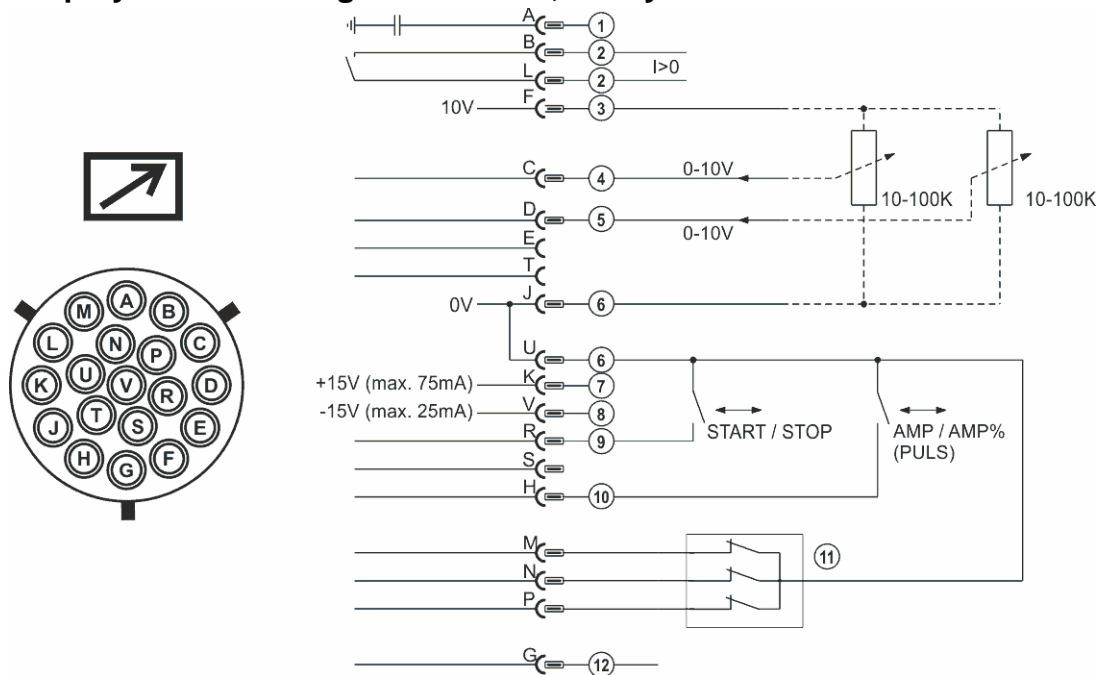 A 1
B 2
L 2 I>0
10V F 3
C 4 0-10V
10-100K 10-100K
D 5
0-10V
E
T
0V J 6
U 6
+15V (max. 75mA) K 7
-15V (max. 25mA) V 8
R 9 START / STOP AMP / AMP%
(PULS)
S
H 10
M 11
N
P
G 12
A
M B
L N P C
K U V R D
J T S E
H G F